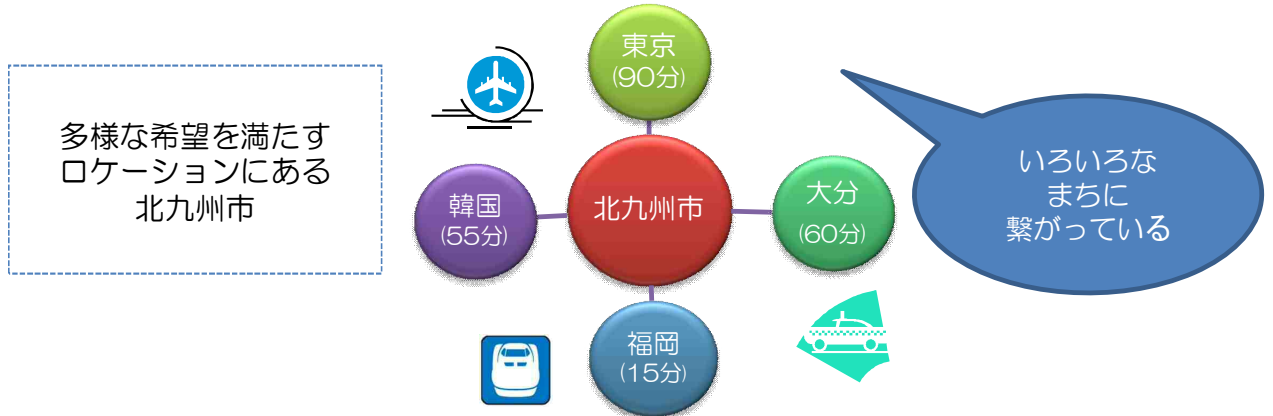 多様な希望を満たす
ロケーションにある
北九州市
東京
(90分)
韓国
(55分)
北九州市
大分
(60分)
福岡
(15分)
いろいろな
まちに
繋がっている